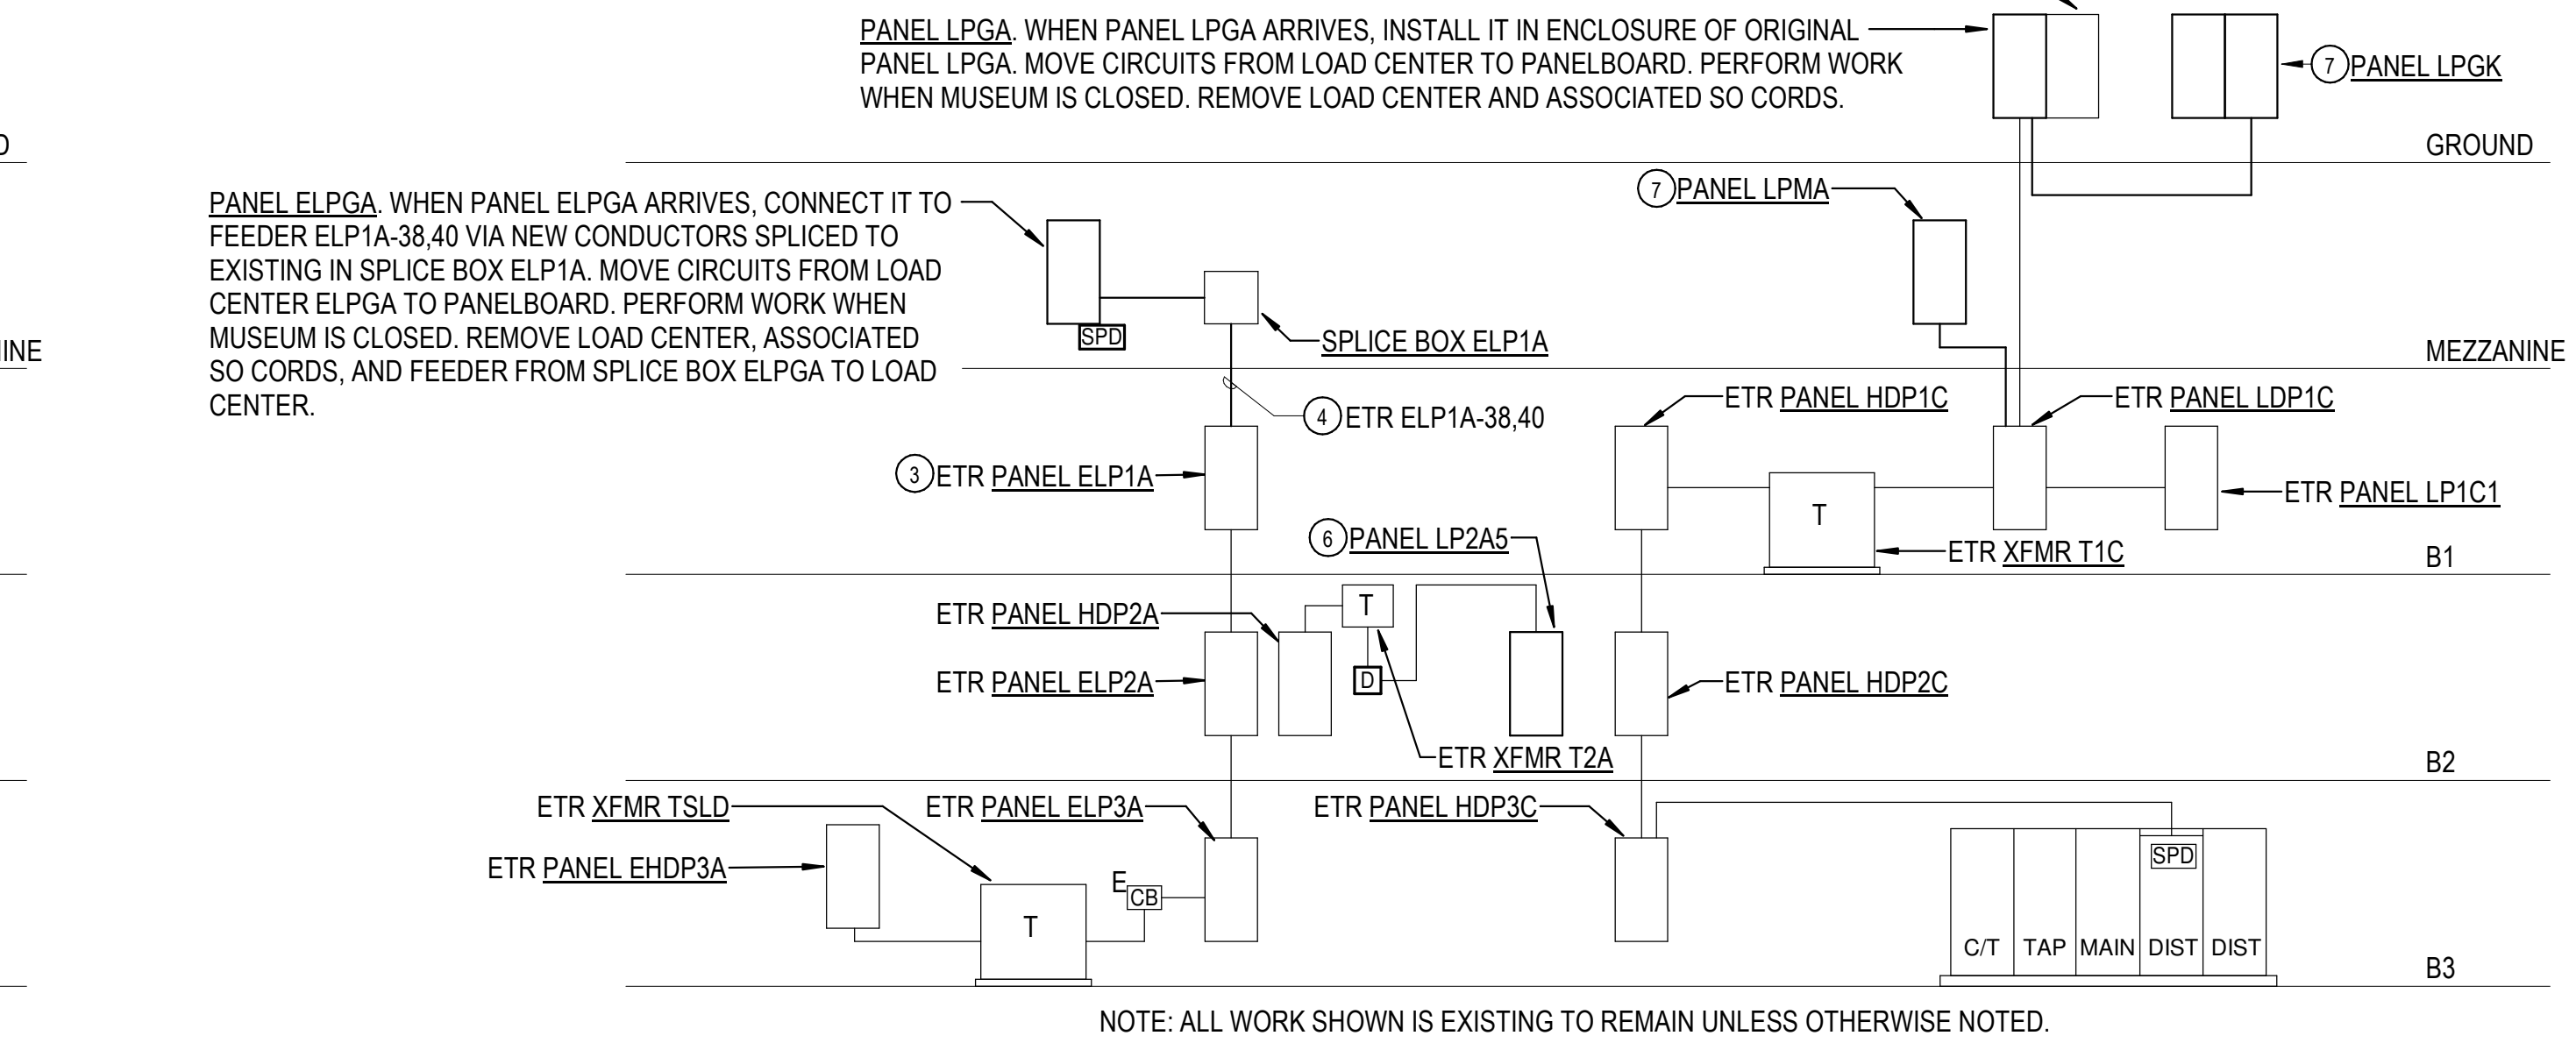 PANEL LPGA. WHEN PANEL LPGA ARRIVES, INSTALL IT IN ENCLOSURE OF ORIGINAL
PANEL LPGA. MOVE CIRCUITS FROM LOAD CENTER TO PANELBOARD. PERFORM WORK
WHEN MUSEUM IS CLOSED. REMOVE LOAD CENTER AND ASSOCIATED SO CORDS.
7 PANEL LPGK
GROUND
PANEL ELPGA. WHEN PANEL ELPGA ARRIVES, CONNECT IT TO
FEEDER ELP1A-38,40 VIA NEW CONDUCTORS SPLICED TO
EXISTING IN SPLICE BOX ELP1A. MOVE CIRCUITS FROM LOAD
CENTER ELPGA TO PANELBOARD. PERFORM WORK WHEN
MUSEUM IS CLOSED. REMOVE LOAD CENTER, ASSOCIATED
SO CORDS, AND FEEDER FROM SPLICE BOX ELPGA TO LOAD
CENTER.
SPD
SPLICE BOX ELP1A
7 PANEL LPMA
MEZZANINE
4 ETR ELP1A-38,40
ETR PANEL HDP1C
ETR PANEL LDP1C
3 ETR PANEL ELP1A
T
ETR PANEL LP1C1
6 PANEL LP2A5
ETR XFMR T1C
B1
ETR PANEL HDP2A
T
ETR PANEL ELP2A
D
ETR PANEL HDP2C
ETR XFMR T2A
B2
ETR XFMR TSLD
ETR PANEL ELP3A
ETR PANEL HDP3C
ETR PANEL EHDP3A
E
CB
SPD
T
C/T TAP MAIN DIST DIST
B3
NOTE: ALL WORK SHOWN IS EXISTING TO REMAIN UNLESS OTHERWISE NOTED.